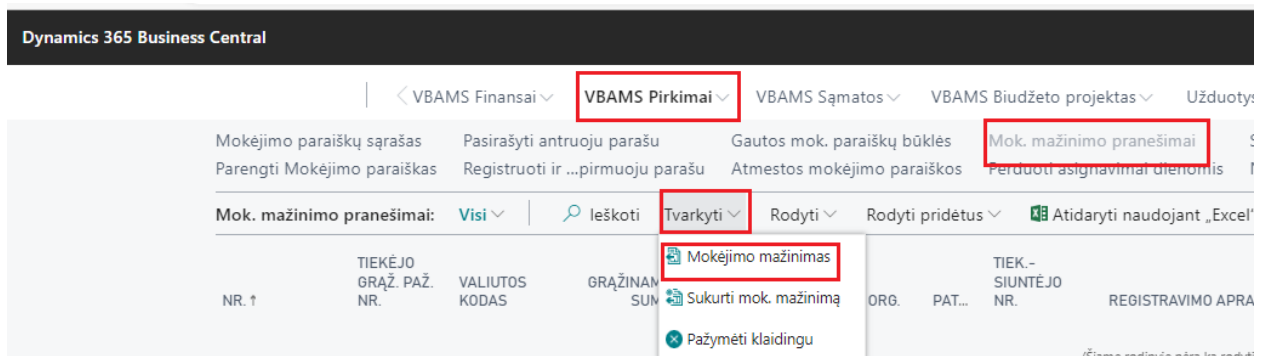 Dynamics 365 Business Central
VBAMS Finansai VBAMS Pirkimai VBAMS Sąmatos VBAMS Biudžeto projektas Užduotys
Mokėjimo paraiškų sąrašas Pasirašyti antruoju parašu Gautos mok. paraiškų būklės Mok. mažinimo pranešimai
Parengti Mokėjimo paraiškas Registruoti ir ...pirmuoju parašu Atmestos mokėjimo paraiškos Perduoti asignavimai dienomis
Mok. mažinimo pranešimai: Visi Ieškoti Tvarkyti Rodyti Rodyti pridėtus Atidaryti naudojant „Excel“
Mokėjimo mažinimas
Sukurti mok. mažinimą
Pažymėti klaidingu
NR. ↑
TIEKĖJO
GRĄŽ. PAŽ.
NR.
VALIUTOS
KODAS
GRĄŽINAM
SUM
ORG.
PAT...
TIEK.-
SIUNTĖJO
NR.
REGISTRAVIMO APRA